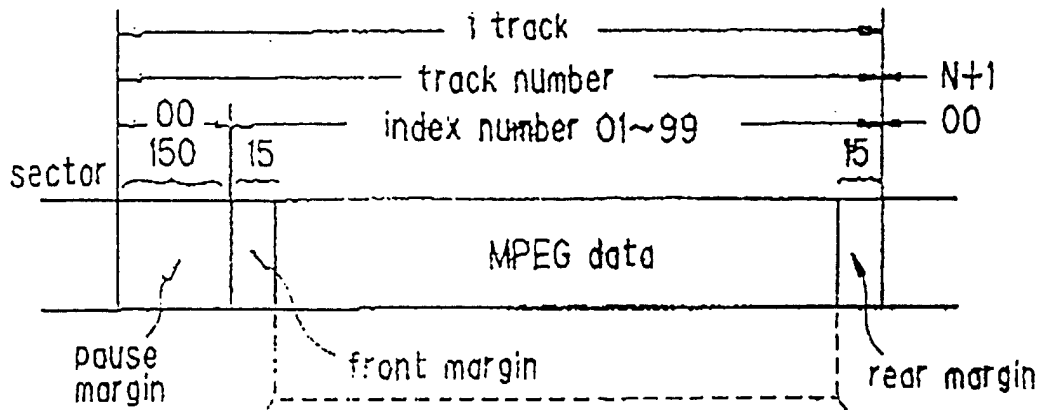 1 track
track number N+1
00 index number 01~99 00
sector 150 15 15
MPEG data
pause margin
front margin
rear margin